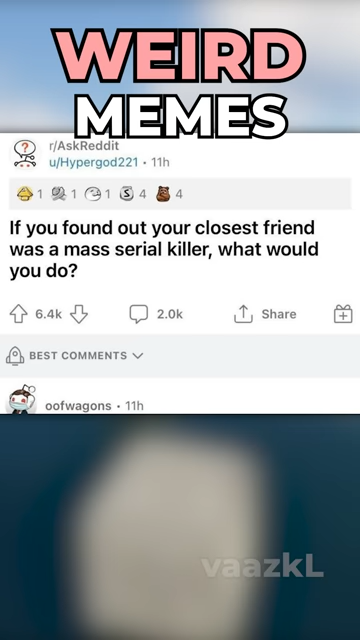 WEIRD
MEMES
r/AskReddit
u/Hypergod221 • 11h
1 1 1 S 4 4
If you found out your closest friend
was a mass serial killer, what would
you do?
6.4k 2.0k Share
BEST COMMENTS
oofwagons • 11h
vaazkL